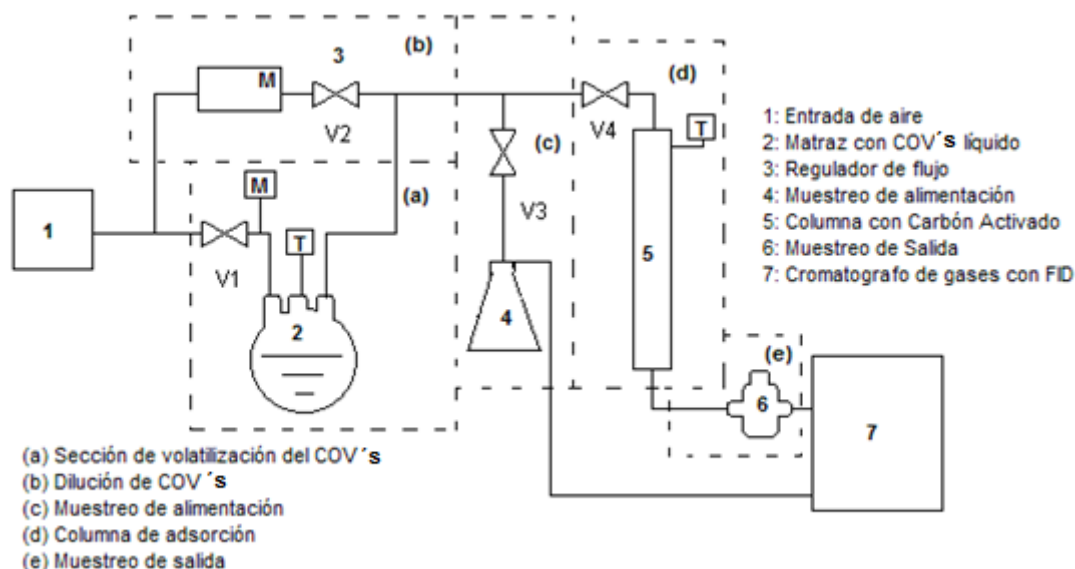 (b)
3
M
V2
(d)
V4
T
(c)
V3
(a)
M
T
V1
1
2
4
5
(e)
6
7
1: Entrada de aire
2: Matraz con COV´s líquido
3: Regulador de flujo
4: Muestreo de alimentación
5: Columna con Carbón Activado
6: Muestreo de Salida
7: Cromatografo de gases con FID
(a) Sección de volatilización del COV´s
(b) Dilución de COV´s
(c) Muestreo de alimentación
(d) Columna de adsorción
(e) Muestreo de salida